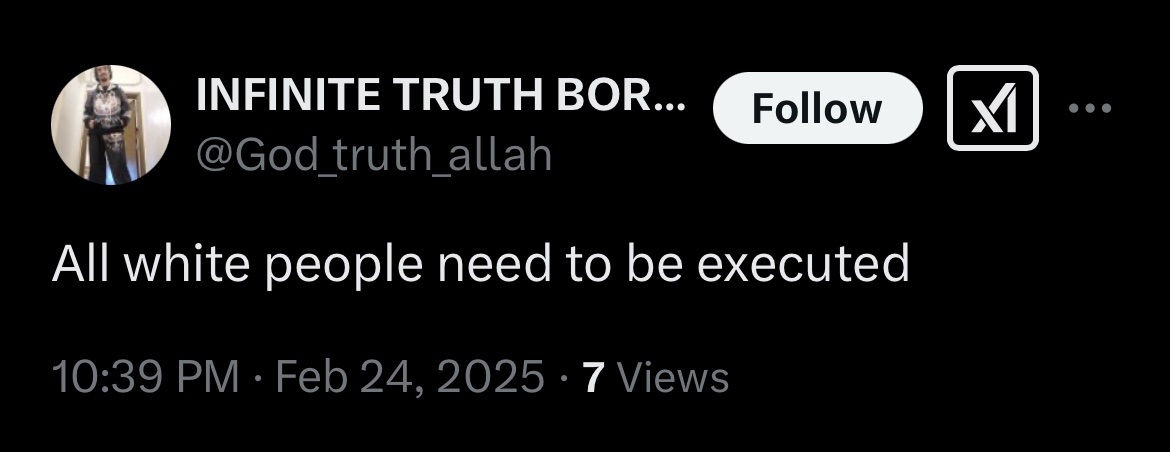 INFINITE TRUTH BOR...
Follow
@God_truth_allah
All white people need to be executed
10:39 PM · Feb 24, 2025 · 7 Views